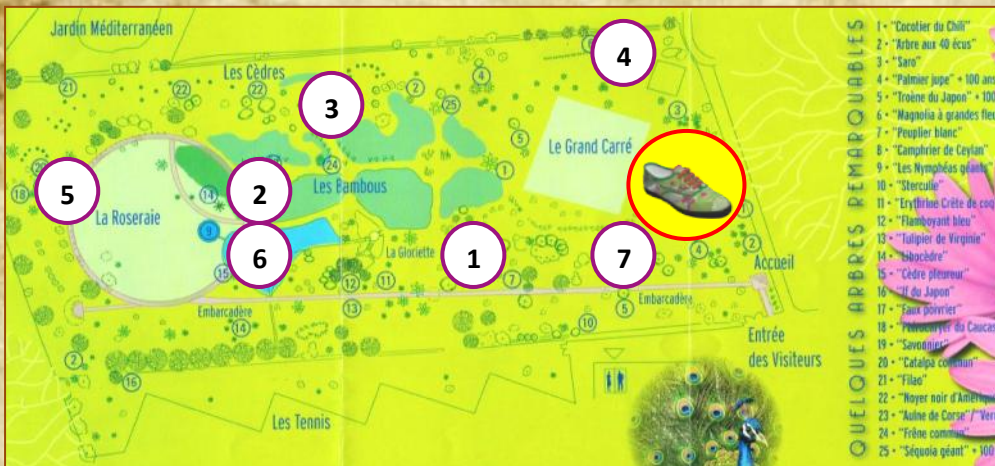 Jardin Méditerranéen
Les Cèdres
4
3
Le Grand Carré
5
2
Les Bambous
La Roseraie
6
La Gloriette
1
7
Accueil
Embarcadère
Embarcadère
Entrée
des Visiteurs
Les Tennis
QUELQUES ARBRES REMARQUABLES
1 • "Cocotier du Chili"
2 • "Arbre aux 40 écus"
3 • "Saro"
4 • "Palmier jupe" + 100 ans
5 • "Troène du Japon" + 100
6 • "Magnolia à grandes fleu
7 • "Peuplier blanc"
8 • "Camphrier de Ceylan"
9 • "Les Nymphéas géants"
10 • "Sterculle"
11 • "Erythrine Crête de coq
12 • "Flamboyant bleu"
13 • "Tulipier de Virginie"
14 • "Libocèdre"
15 • "Cèdre pleureur"
16 • "If du Japon"
17 • "Faux poivrier"
18 • du Caucas
19 • "Savonnier"
20 • "Catalpa commun"
21 • "Filao"
22 • "Noyer noir d'Amérique
23 • "Aulne de Corse"/"Ver
24 • "Frêne commun"
25 • "Séquoia géant" + 100